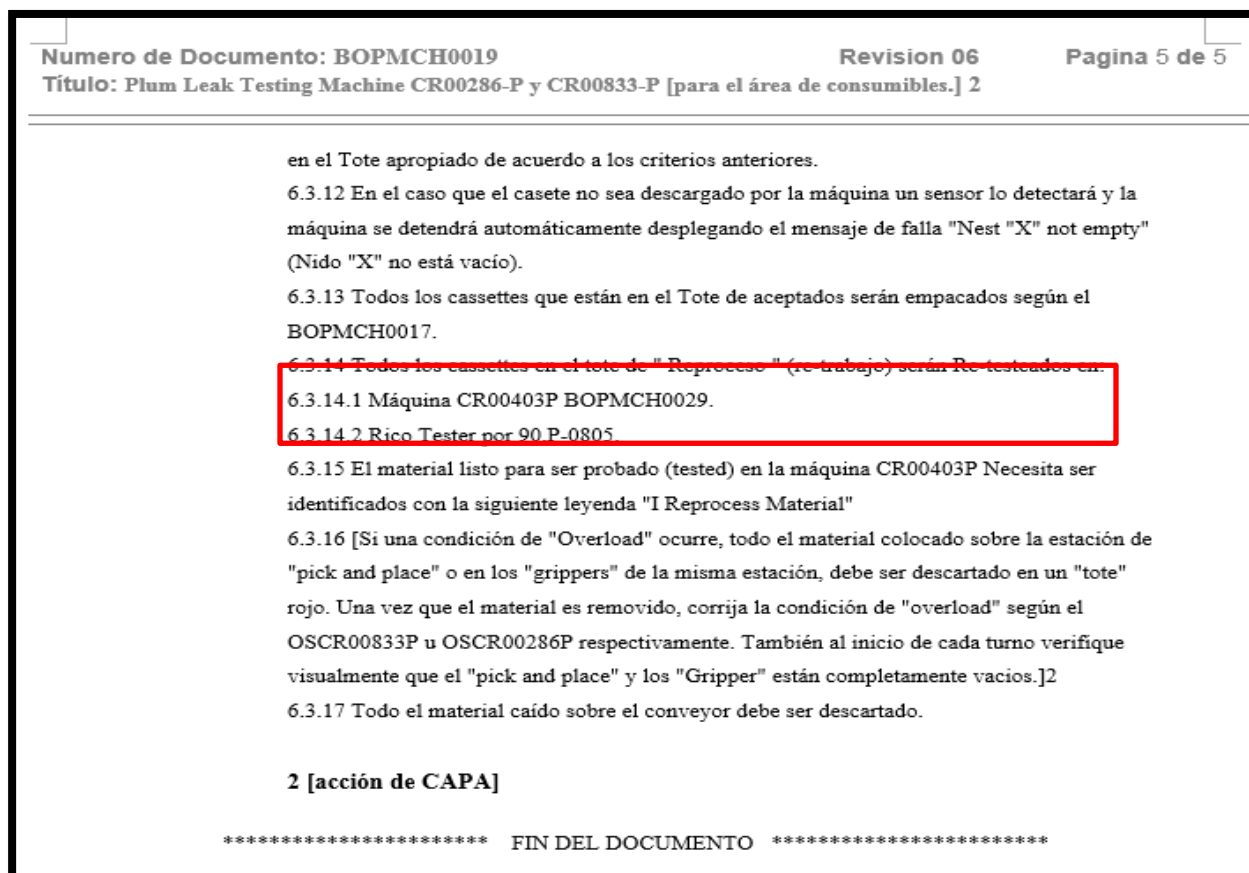 Numero de Documento: BOPMCH0019 Revision 06 Pagina 5 de 5
Título: Plum Leak Testing Machine CR00286-P y CR00833-P [para el área de consumibles.] 2
en el Tote apropiado de acuerdo a los criterios anteriores.
6.3.12 En el caso que el casete no sea descargado por la máquina un sensor lo detectará y la
máquina se detendrá automáticamente desplegando el mensaje de falla "Nest "X" not empty"
(Nido "X" no está vacío).
6.3.13 Todos los cassettes que están en el Tote de aceptados serán empacados según el
BOPMCH0017.
6.3.14 Todos los cassettes en el tote de " Reproceso " (re-trabajo) serán Re-testeados en:
6.3.14.1 Máquina CR00403P BOPMCH0029.
6.3.14.2 Rico Tester por 90.P-0805.
6.3.15 El material listo para ser probado (tested) en la máquina CR00403P Necesita ser
identificados con la siguiente leyenda "I Reprocess Material"
6.3.16 [Si una condición de "Overload" ocurre, todo el material colocado sobre la estación de
"pick and place" o en los "grippers" de la misma estación, debe ser descartado en un "tote"
rojo. Una vez que el material es removido, corrija la condición de "overload" según el
OSCR00833P u OSCR00286P respectivamente. También al inicio de cada turno verifique
visualmente que el "pick and place" y los "Gripper" están completamente vacios.]2
6.3.17 Todo el material caído sobre el conveyor debe ser descartado.
2 [acción de CAPA]
*********************** FIN DEL DOCUMENTO ************************